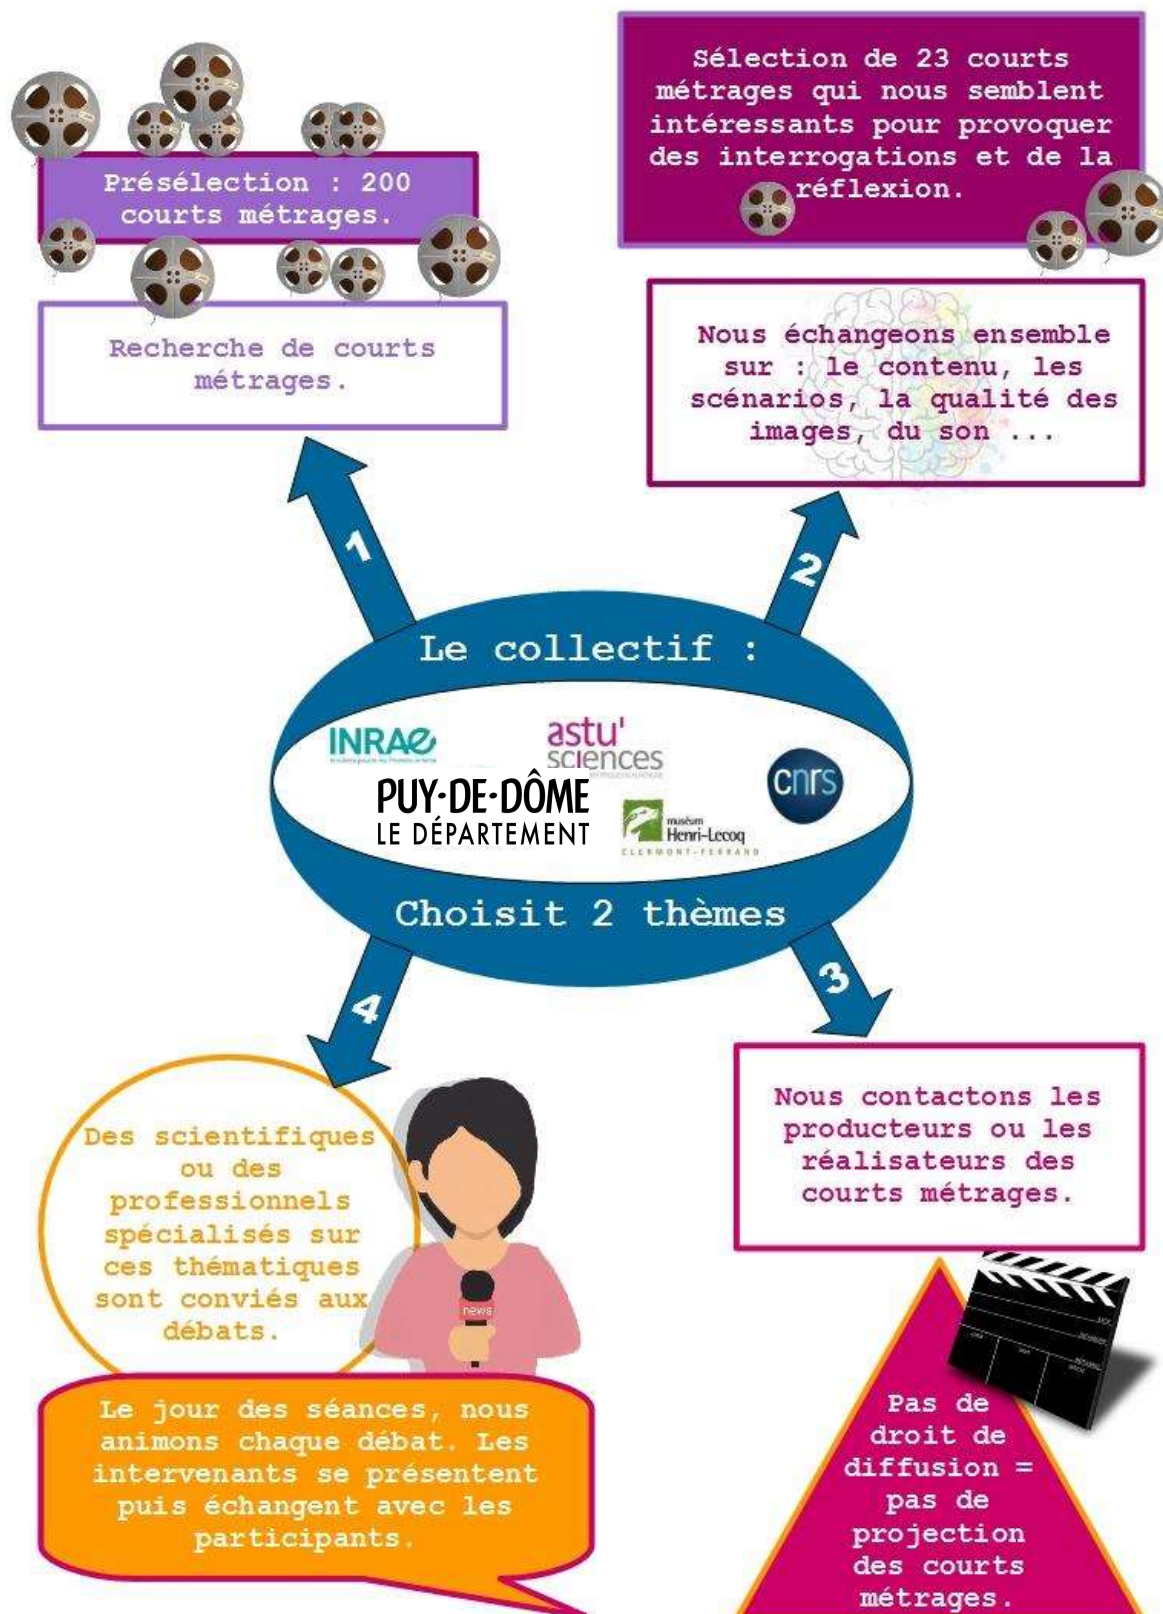 Présélection : 200
courts métrages.
Recherche de courts
métrages.
1
Sélection de 23 courts
métrages qui nous semblent
intéressants pour provoquer
des interrogations et de la
réflexion.
Nous échangeons ensemble
sur : le contenu, les
scénarios, la qualité des
images, du son ...
2
Le collectif :
INRAE
astu'
sciences
cnrs
PUY·DE·DÔME
LE DÉPARTEMENT
muséum
Henri-Lecoq
CLERMONT-FERRAND
Choisit 2 thèmes
3
Nous contactons les
producteurs ou les
réalisateurs des
courts métrages.
Pas de
droit de
diffusion =
pas de
projection
des courts
métrages.
4
Des scientifiques
ou des
professionnels
spécialisés sur
ces thématiques
sont conviés aux
débats.
news
Le jour des séances, nous
animons chaque débat. Les
intervenants se présentent
puis échangent avec les
participants.